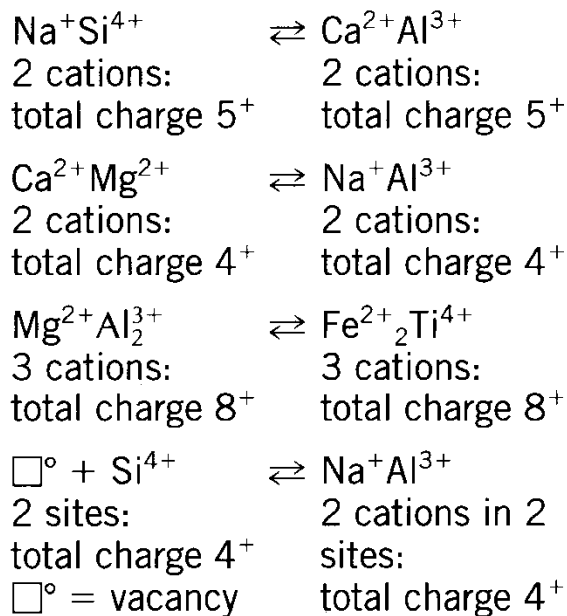 Na⁺Si⁴⁺ ⇄ Ca²⁺Al³⁺
2 cations: 2 cations:
total charge 5⁺ total charge 5⁺
Ca²⁺Mg²⁺ ⇄ Na⁺Al³⁺
2 cations: 2 cations:
total charge 4⁺ total charge 4⁺
Mg²⁺Al₂³⁺ ⇄ Fe²⁺₂Ti⁴⁺
3 cations: 3 cations:
total charge 8⁺ total charge 8⁺
□° + Si⁴⁺ ⇄ Na⁺Al³⁺
2 sites: 2 cations in 2
total charge 4⁺ sites:
□° = vacancy total charge 4⁺